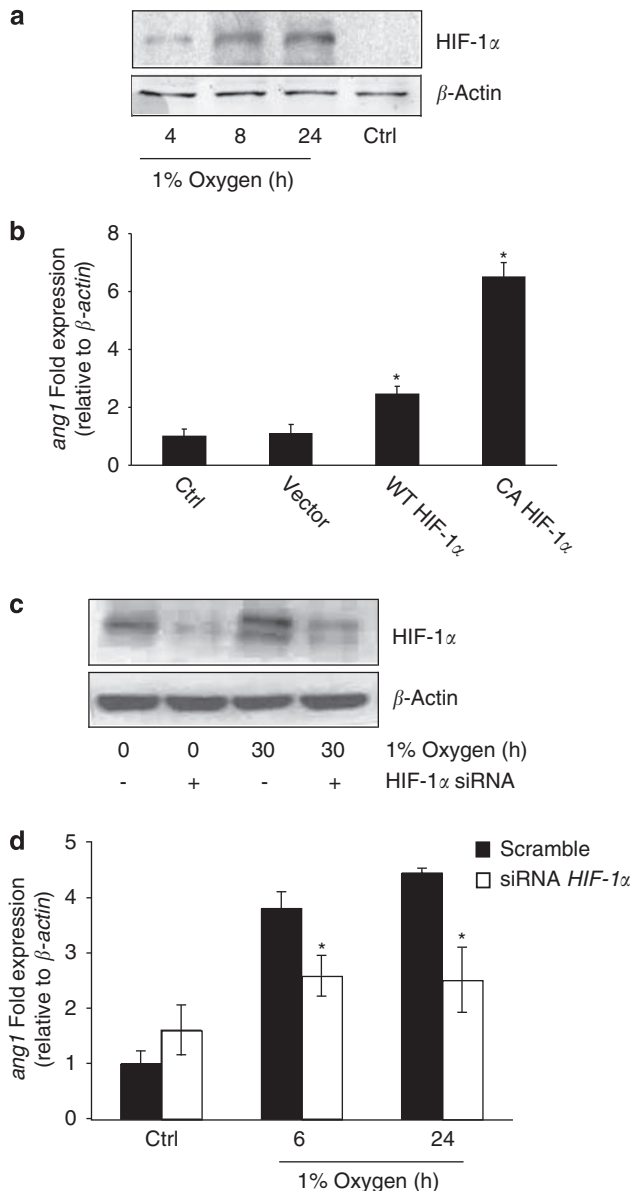 a
HIF-1α
β-Actin
4 8 24 Ctrl
1% Oxygen (h)
b
ang1 Fold expression
(relative to β-actin)
8
6
4
2
0
*
*
Ctrl
Vector
WT HIF-1α
CA HIF-1α
c
HIF-1α
β-Actin
0 0 30 30 1% Oxygen (h)
- + - + HIF-1α siRNA
d
ang1 Fold expression
(relative to β-actin)
5
4
3
2
1
0
Scramble
siRNA HIF-1α
*
*
Ctrl 6 24
1% Oxygen (h)